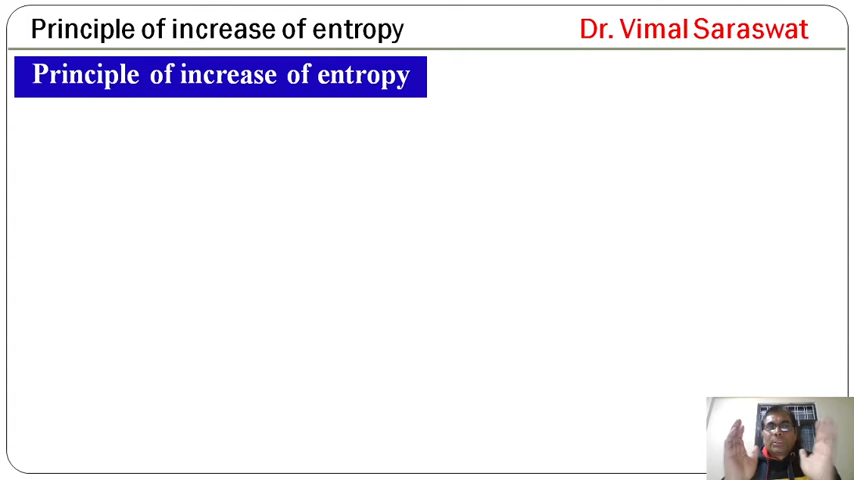 Principle of increase of entropy
Dr. Vimal Saraswat
Principle of increase of entropy